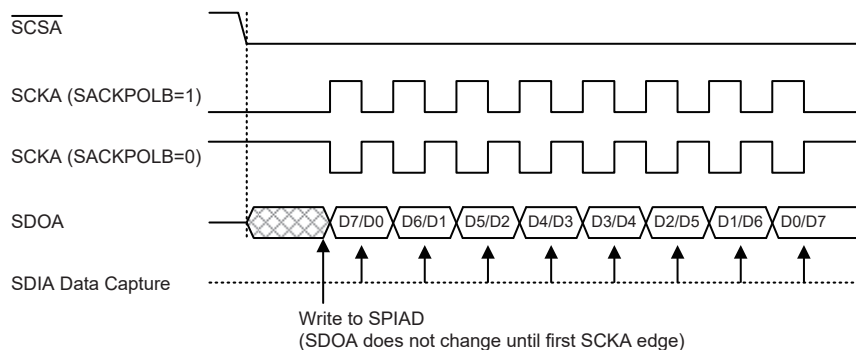 SCSA
SCKA (SACKPOLB=1)
SCKA (SACKPOLB=0)
SDOA
D7/D0 D6/D1 D5/D2 D4/D3 D3/D4 D2/D5 D1/D6 D0/D7
SDIA Data Capture
Write to SPIAD
(SDOA does not change until first SCKA edge)